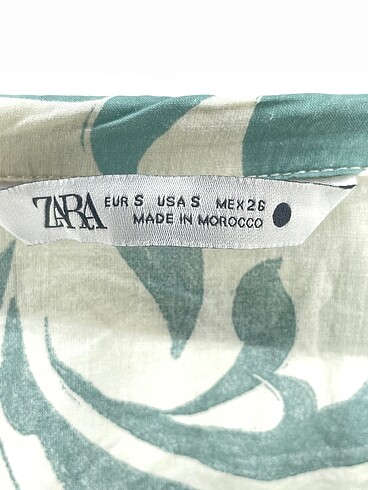 ZARA
EUR S USA S MEX 26
MADE IN MOROCCO